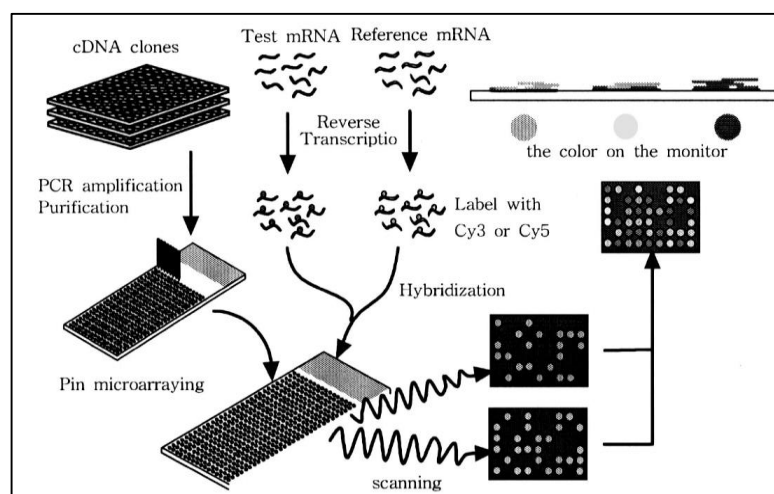 cDNA clones
Test mRNA
Reference mRNA
Reverse
Transcriptio
the color on the monitor
PCR amplification
Purification
Label with
Cy3 or Cy5
Hybridization
Pin microarraying
scanning